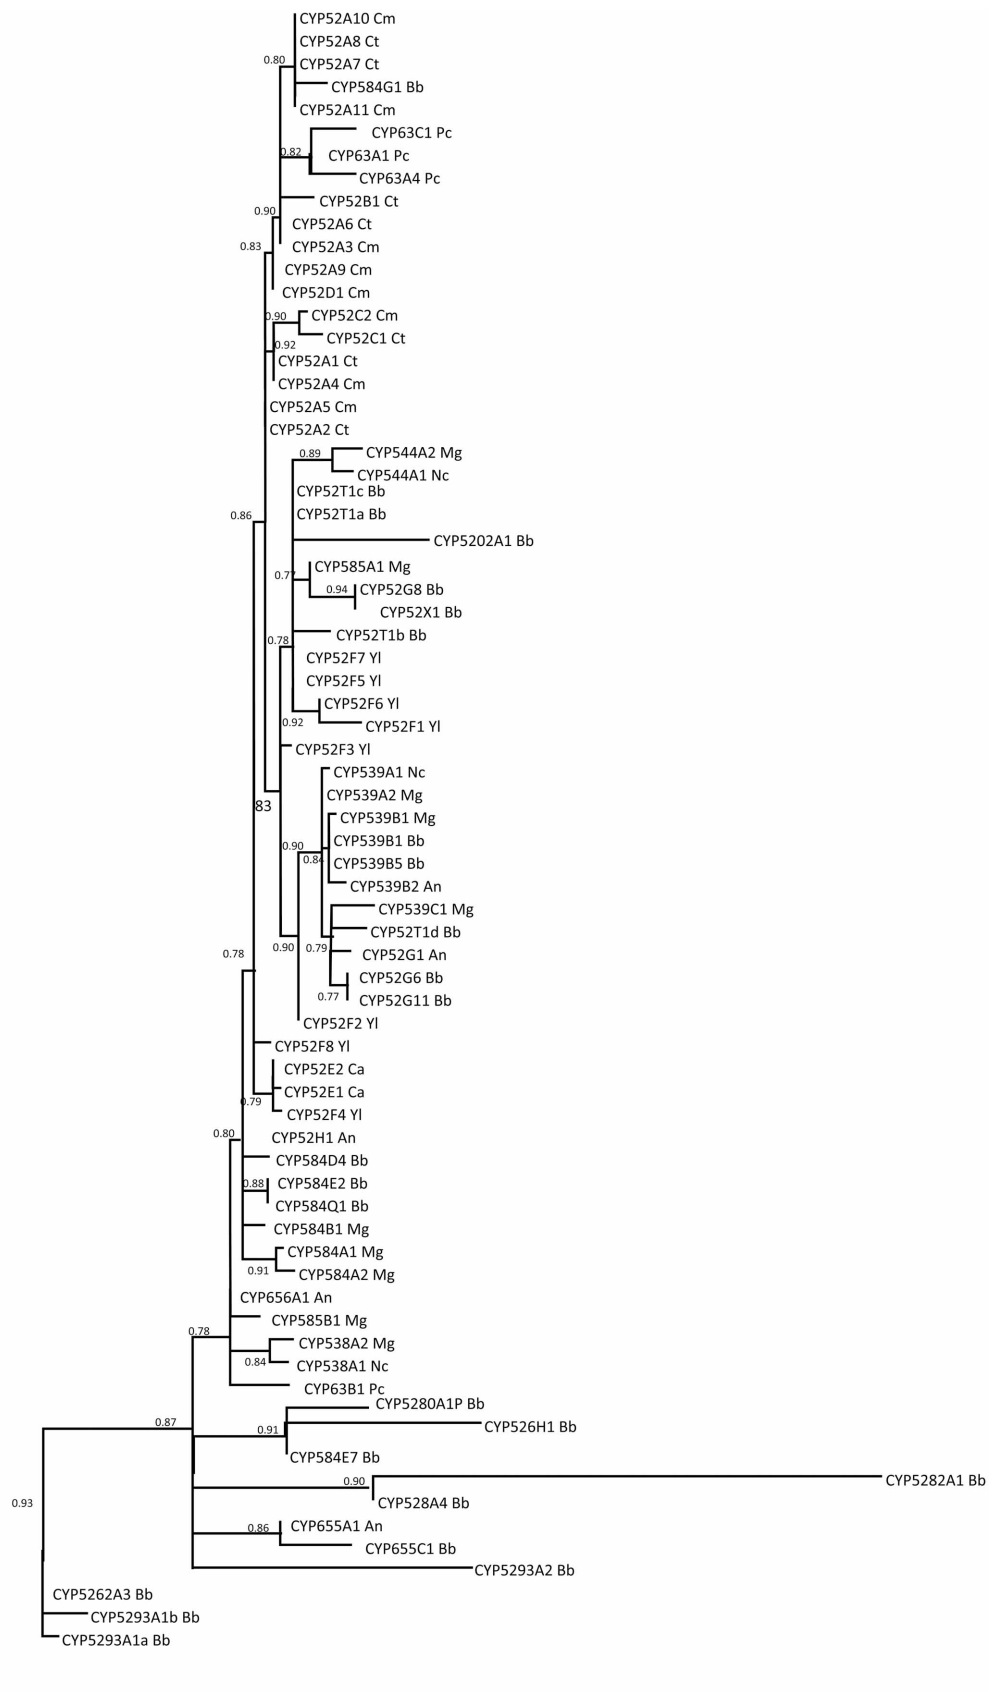 CYP52A10 Cm
CYP52A8 Ct
0.80
CYP52A7 Ct
CYP584G1 Bb
CYP52A11 Cm
CYP63C1 Pc
0.82
CYP63A1 Pc
CYP63A4 Pc
CYP52B1 Ct
0.90
CYP52A6 Ct
0.83
CYP52A3 Cm
CYP52A9 Cm
CYP52D1 Cm
0.90
CYP52C2 Cm
CYP52C1 Ct
0.92
CYP52A1 Ct
CYP52A4 Cm
CYP52A5 Cm
CYP52A2 Ct
0.89
CYP544A2 Mg
CYP544A1 Nc
CYP52T1c Bb
0.86
CYP52T1a Bb
CYP5202A1 Bb
CYP585A1 Mg
0.77
0.94
CYP52G8 Bb
CYP52X1 Bb
CYP52T1b Bb
0.78
CYP52F7 Yl
CYP52F5 Yl
CYP52F6 Yl
0.92
CYP52F1 Yl
CYP52F3 Yl
CYP539A1 Nc
CYP539A2 Mg
83
CYP539B1 Mg
CYP539B1 Bb
0.90
0.84
CYP539B5 Bb
CYP539B2 An
CYP539C1 Mg
CYP52T1d Bb
0.90
0.79
CYP52G1 An
0.78
CYP52G6 Bb
0.77
CYP52G11 Bb
CYP52F2 Yl
CYP52F8 Yl
CYP52E2 Ca
CYP52E1 Ca
0.79
CYP52F4 Yl
0.80
CYP52H1 An
CYP584D4 Bb
0.88
CYP584E2 Bb
CYP584Q1 Bb
CYP584B1 Mg
CYP584A1 Mg
0.91
CYP584A2 Mg
CYP656A1 An
CYP585B1 Mg
0.78
CYP538A2 Mg
0.84
CYP538A1 Nc
CYP63B1 Pc
CYP5280A1P Bb
0.87
0.91
CYP526H1 Bb
CYP584E7 Bb
0.90
CYP5282A1 Bb
0.93
CYP528A4 Bb
0.86
CYP655A1 An
CYP655C1 Bb
CYP5293A2 Bb
CYP5262A3 Bb
CYP5293A1b Bb
CYP5293A1a Bb